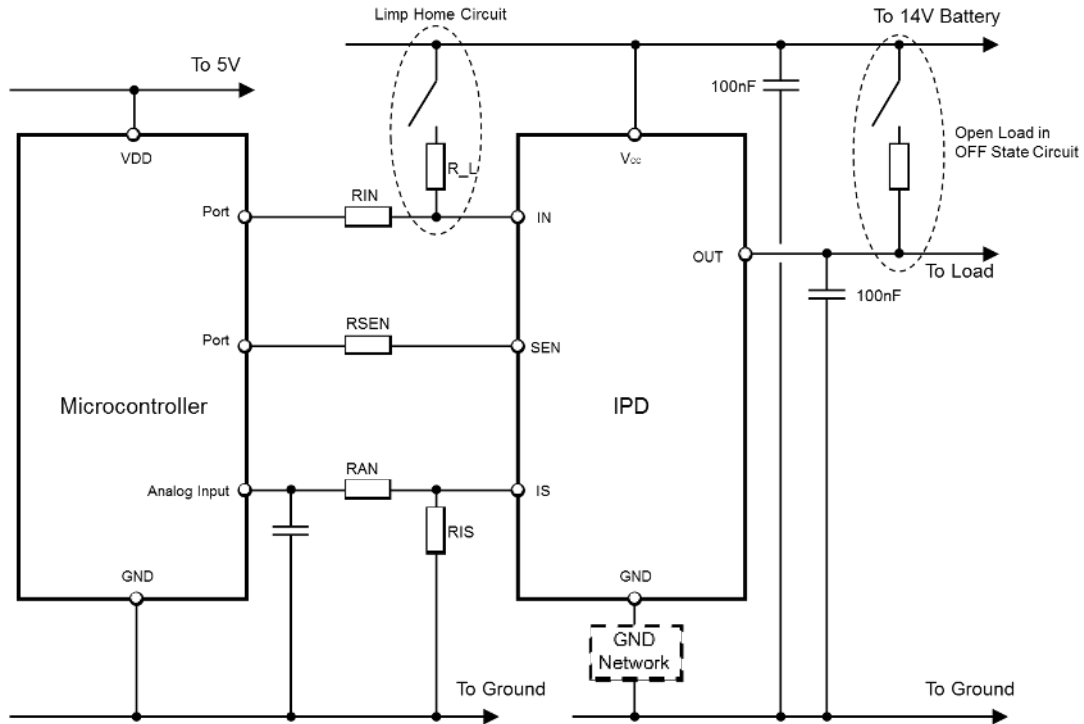 Limp Home Circuit
To 14V Battery
To 5V
100nF
VDD
Vcc
Open Load in
OFF State Circuit
R_L
Port
RIN
IN
OUT
To Load
100nF
Port
RSEN
SEN
Microcontroller
IPD
RAN
Analog Input
IS
RIS
GND
GND
GND
Network
To Ground
To Ground